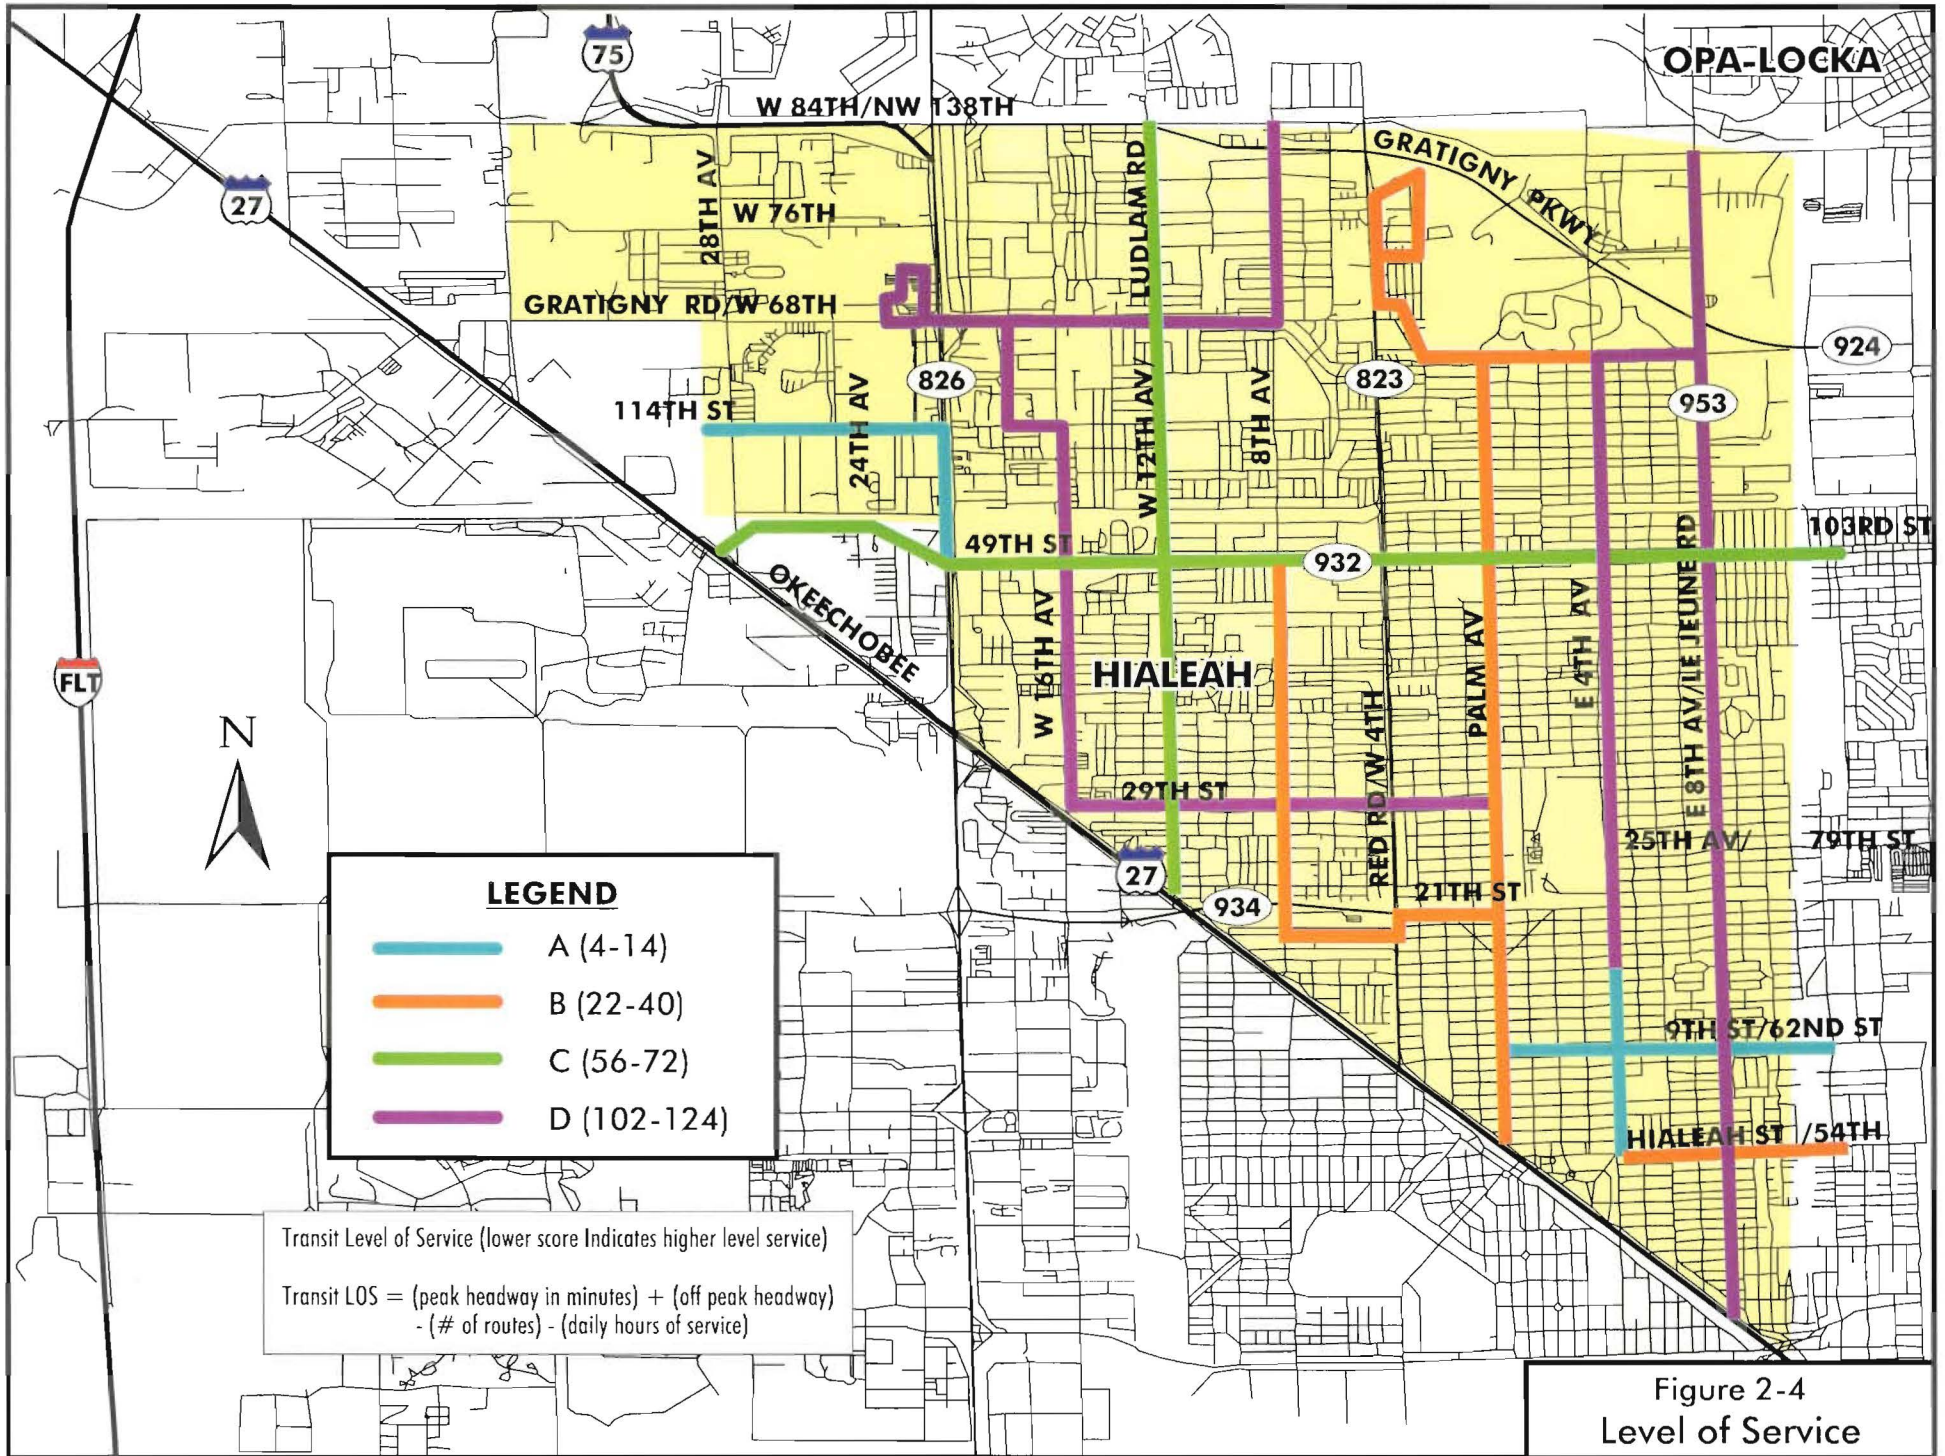 OPA-LOCKA
75
W 84TH/NW 138TH
GRATIGNY PKWY
LUDLAM RD
28TH AV
27
W 76TH
GRATIGNY RD/W 68TH
924
826
823
953
114TH ST
24TH AV
W 12TH AV/
8TH AV
103RD ST
49TH ST
932
OKEECHOBEE
W 16TH AV
HIALEAH
PALM AV
E 4TH AV
E 8TH AV/LE JEUNE RD
FLT
RED RD/W 4TH
N
29TH ST
25TH AV/
79TH ST
27
21TH ST
934
LEGEND
A (4-14)
B (22-40)
C (56-72)
D (102-124)
9TH ST/62ND ST
HIALEAH ST /54TH
Transit Level of Service (lower score Indicates higher level service)
Transit LOS = (peak headway in minutes) + (off peak headway)
- (# of routes) - (daily hours of service)
Figure 2-4
Level of Service